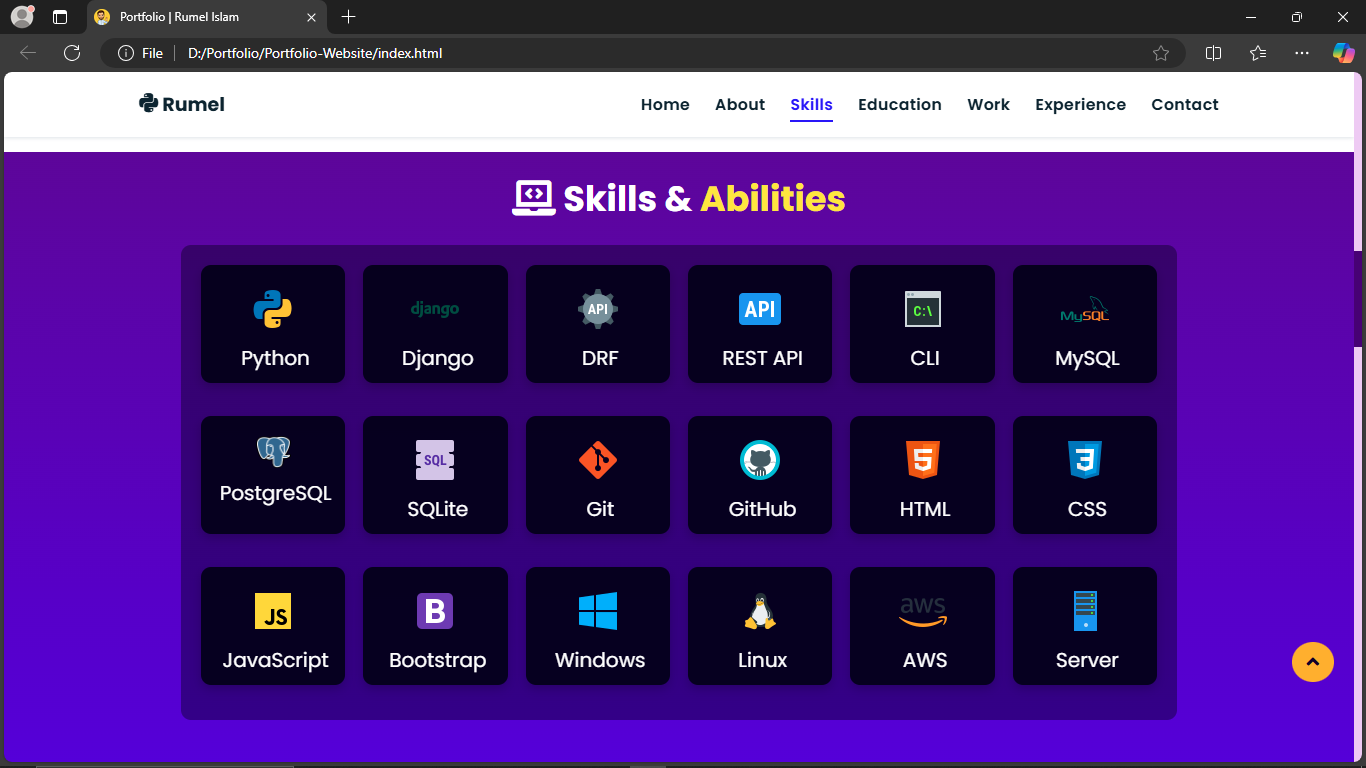 Portfolio | Rumel Islam
File D:/Portfolio/Portfolio-Website/index.html
Rumel Home About Skills Education Work Experience Contact
Skills & Abilities
django API API C:\ MySQL
Python Django DRF REST API CLI MySQL
SQL 5 3
PostgreSQL SQLite Git GitHub HTML CSS
JS B aws
JavaScript Bootstrap Windows Linux AWS Server